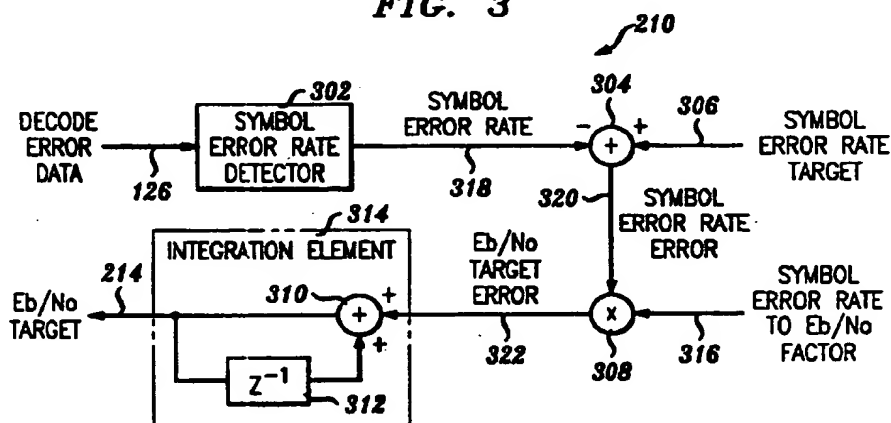 FIG. 3
210
302
304
DECODE
ERROR
DATA
126
SYMBOL
ERROR RATE
DETECTOR
SYMBOL
ERROR RATE
318
-
+
+
306
SYMBOL
ERROR RATE
TARGET
320
SYMBOL
ERROR RATE
ERROR
314
INTEGRATION ELEMENT
214
Eb/No
TARGET
310
+
+
+
Z-1
312
Eb/No
TARGET
ERROR
322
x
308
316
SYMBOL
ERROR RATE
TO Eb/No
FACTOR